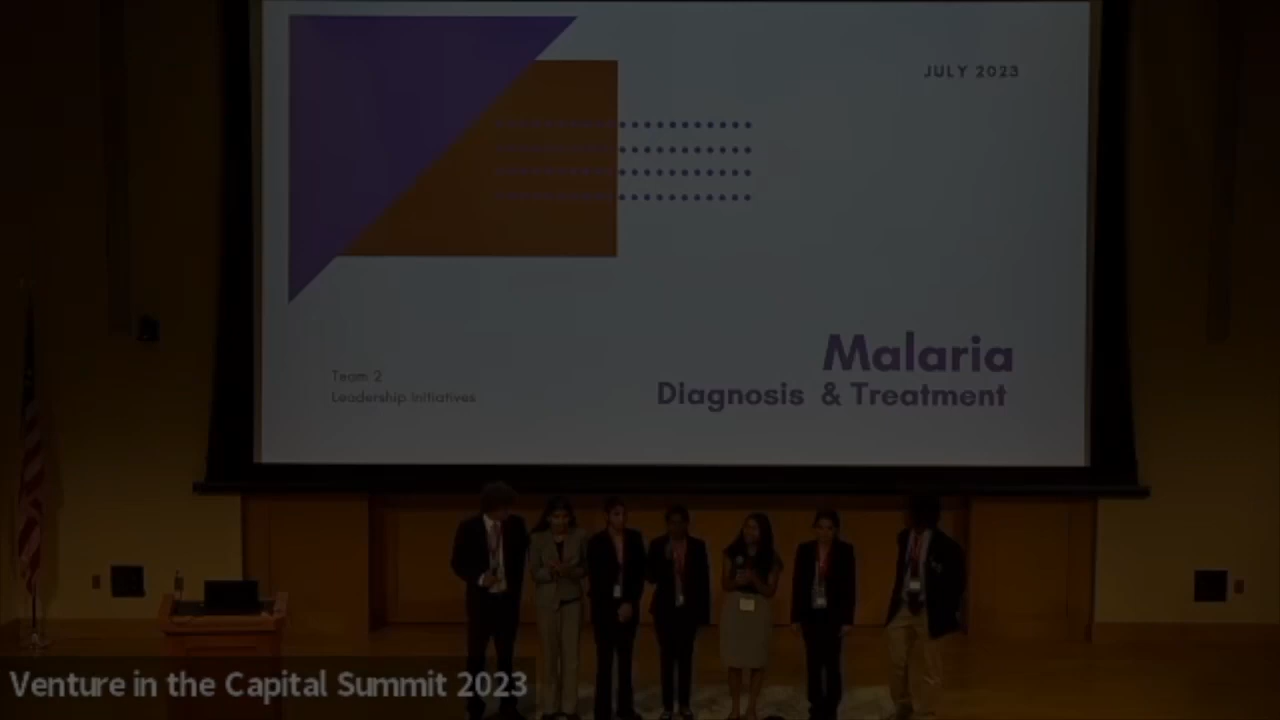 JULY 2023
Malaria
Diagnosis & Treatment
Team 2
Leadership Initiatives
Venture in the Capital Summit 2023